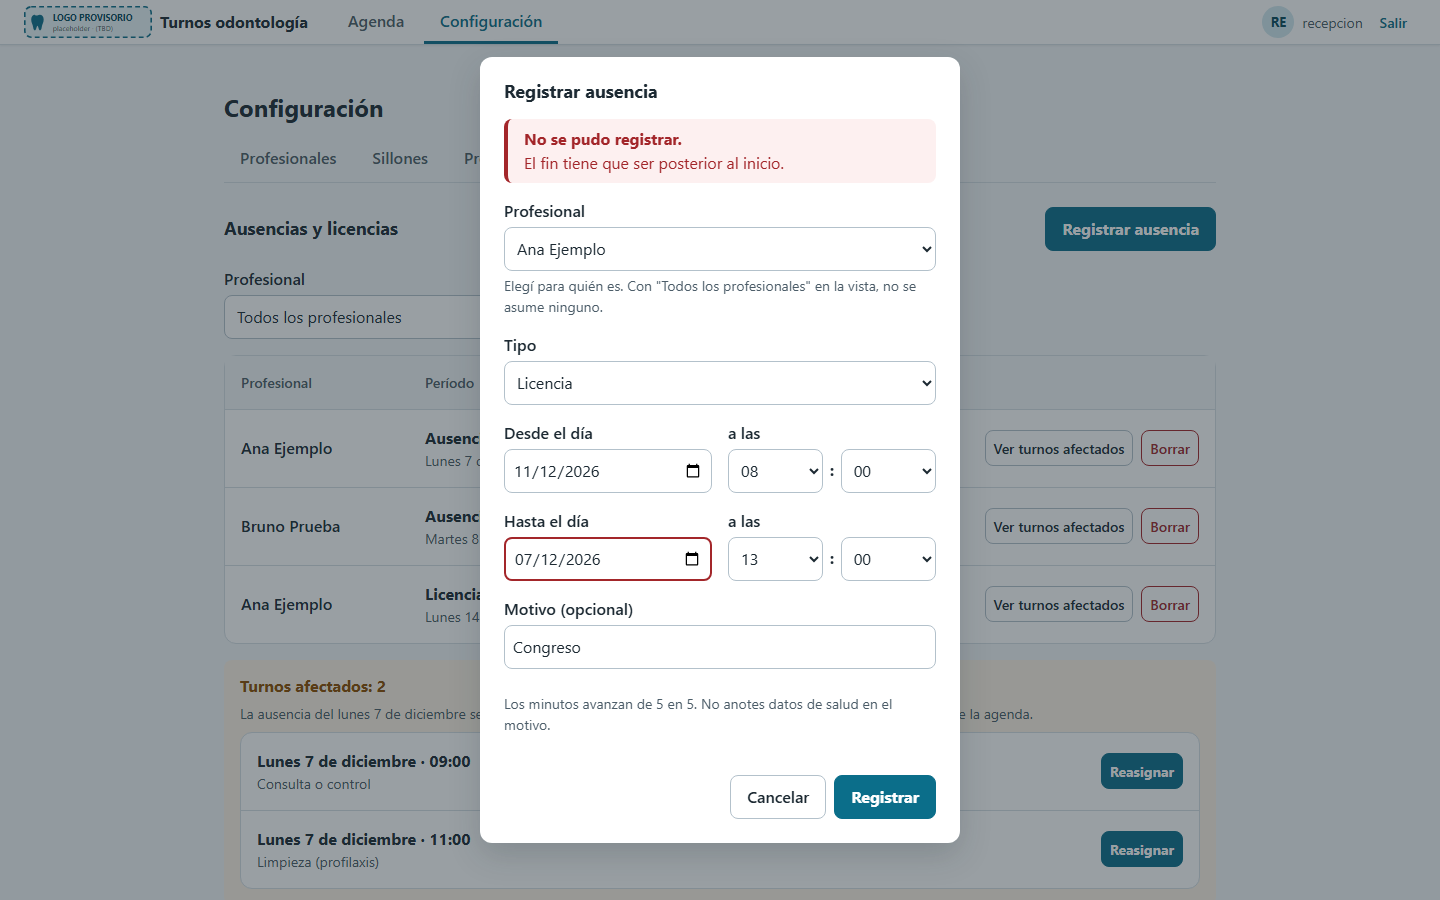 LOGO PROVISORIO
placeholder · (TBD)
Turnos odontología
Agenda
Configuración
RE
recepcion
Salir
Configuración
Profesionales
Sillones
Ausencias y licencias
Registrar ausencia
Profesional
Todos los profesionales
Profesional
Período
Ana Ejemplo
Lunes 7
Ver turnos afectados
Borrar
Bruno Prueba
Martes 8
Ver turnos afectados
Borrar
Ana Ejemplo
Licencia
Lunes 14
Ver turnos afectados
Borrar
Turnos afectados: 2
La ausencia del lunes 7 de diciembre
la agenda.
Lunes 7 de diciembre · 09:00
Consulta o control
Reasignar
Lunes 7 de diciembre · 11:00
Limpieza (profilaxis)
Reasignar
Registrar ausencia
No se pudo registrar.
El fin tiene que ser posterior al inicio.
Profesional
Ana Ejemplo
Elegí para quién es. Con "Todos los profesionales" en la vista, no se
asume ninguno.
Tipo
Licencia
Desde el día
a las
11/12/2026
08
:
00
Hasta el día
a las
07/12/2026
13
:
00
Motivo (opcional)
Congreso
Los minutos avanzan de 5 en 5. No anotes datos de salud en el
motivo.
Cancelar
Registrar